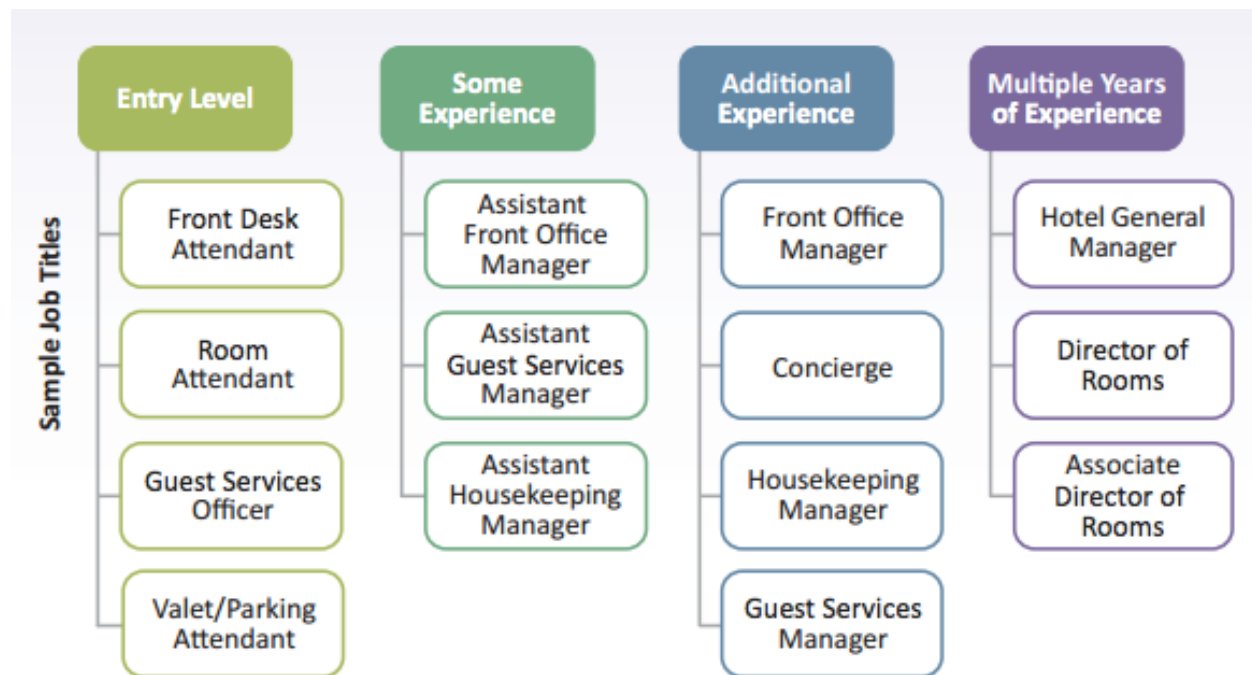 Entry Level
Some
Experience
Additional
Experience
Multiple Years
of Experience
Sample Job Titles
Front Desk
Attendant
Room
Attendant
Guest Services
Officer
Valet/Parking
Attendant
Assistant
Front Office
Manager
Assistant
Guest Services
Manager
Assistant
Housekeeping
Manager
Front Office
Manager
Concierge
Housekeeping
Manager
Guest Services
Manager
Hotel General
Manager
Director of
Rooms
Associate
Director of
Rooms